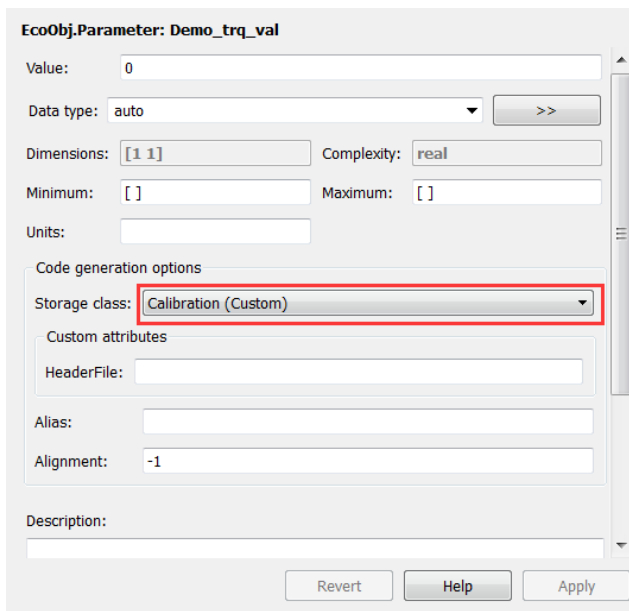 EcoObj.Parameter: Demo_trq_val
Value: 0
Data type: auto >>
Dimensions: [1 1] Complexity: real
Minimum: [ ] Maximum: [ ]
Units:
Code generation options
Storage class: Calibration (Custom)
Custom attributes
HeaderFile:
Alias:
Alignment: -1
Description:
Revert Help Apply